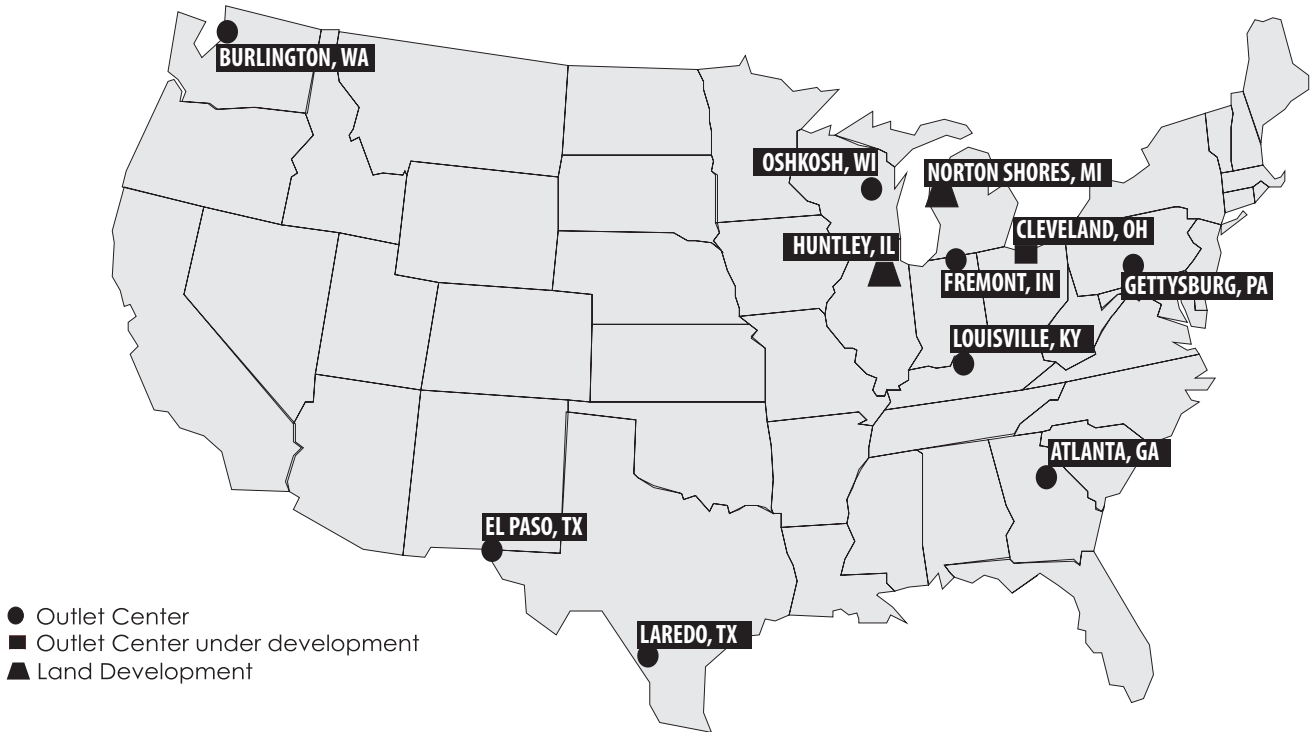 BURLINGTON, WA
OSHKOSH, WI
NORTON SHORES, MI
HUNTLEY, IL
CLEVELAND, OH
FREMONT, IN
GETTYSBURG, PA
LOUISVILLE, KY
ATLANTA, GA
EL PASO, TX
LAREDO, TX
Outlet Center
Outlet Center under development
Land Development